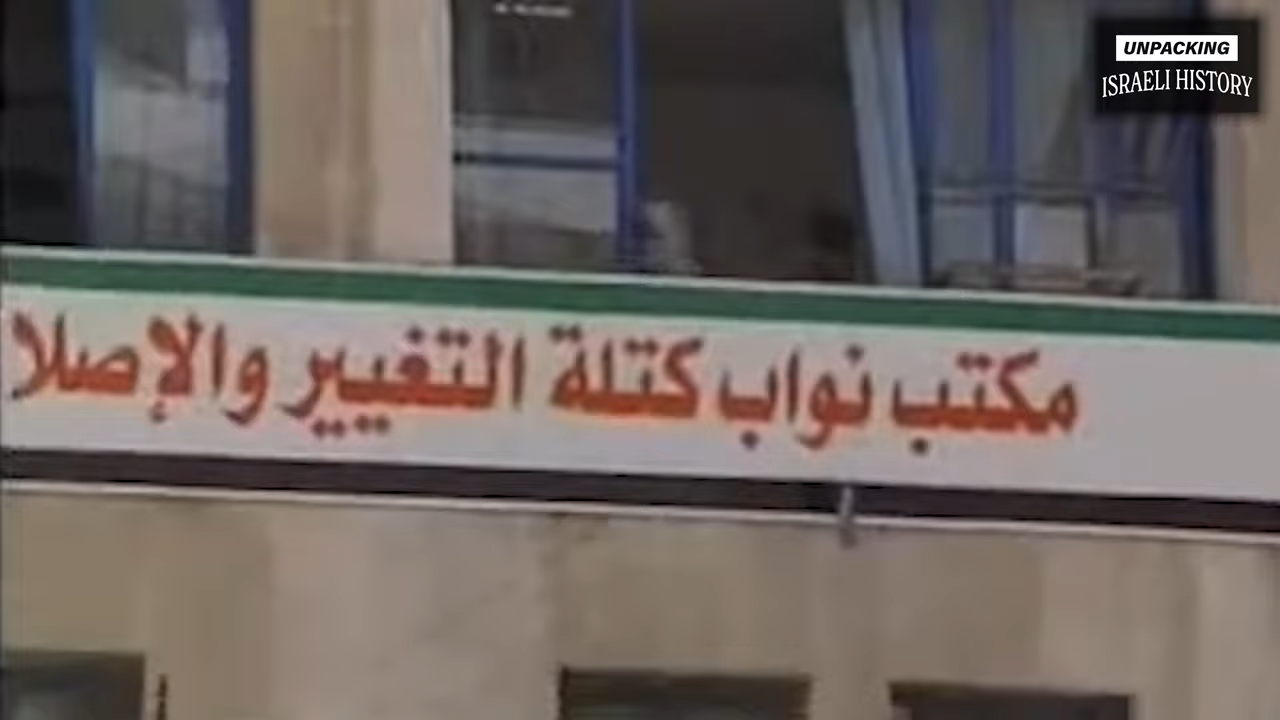 UNPACKING
ISRAELI HISTORY
مكتب نواب كتلة التغيير والإصلا